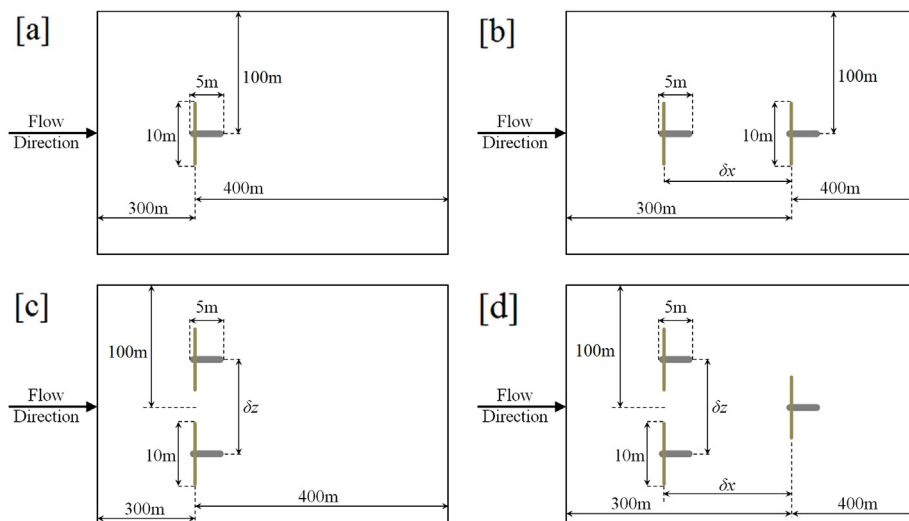 [a]
100m
5m
Flow
Direction
10m
400m
300m
[b]
100m
5m
Flow
Direction
10m
δx
400m
300m
[c]
5m
100m
Flow
Direction
δz
10m
400m
300m
[d]
5m
100m
Flow
Direction
δz
10m
δx
300m
400m